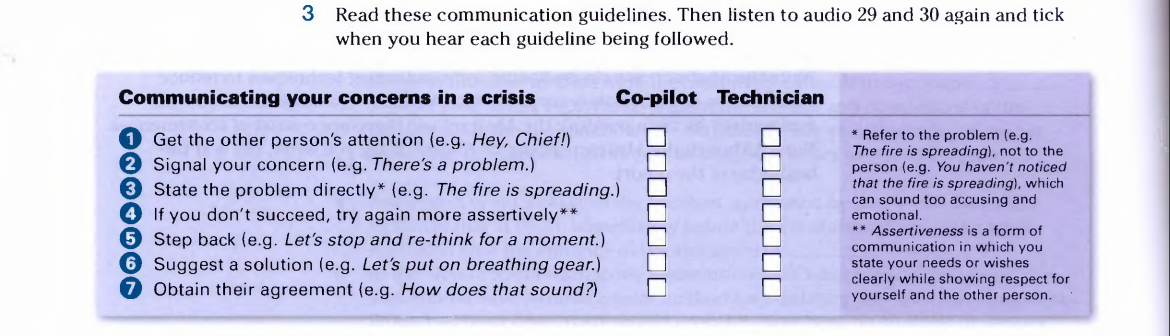 3 Read these communication guidelines. Then listen to audio 29 and 30 again and tick
when you hear each guideline being followed.
Communicating your concerns in a crisis Co-pilot Technician
1 Get the other person's attention (e.g. Hey, Chief!)
2 Signal your concern (e.g. There's a problem.)
3 State the problem directly* (e.g. The fire is spreading.)
4 If you don't succeed, try again more assertively**
5 Step back (e.g. Let's stop and re-think for a moment.)
6 Suggest a solution (e.g. Let's put on breathing gear.)
7 Obtain their agreement (e.g. How does that sound?)
* Refer to the problem (e.g.
The fire is spreading), not to the
person (e.g. You haven't noticed
that the fire is spreading), which
can sound too accusing and
emotional.
** Assertiveness is a form of
communication in which you
state your needs or wishes
clearly while showing respect for
yourself and the other person.